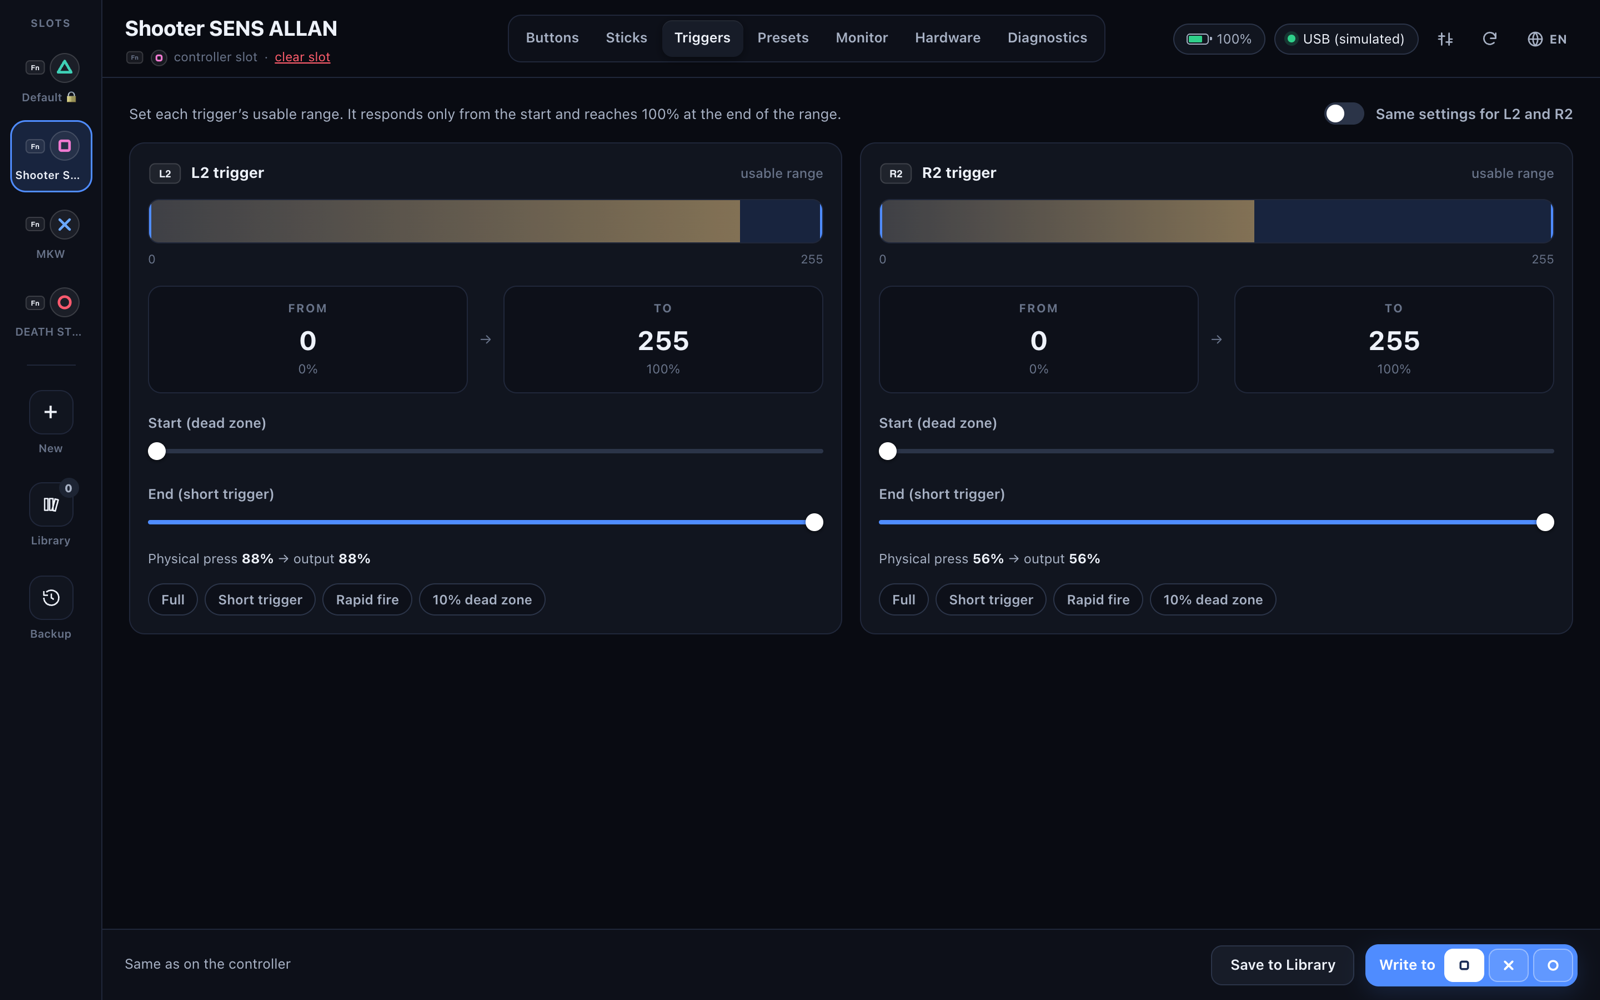 SLOTS
Fn
Default
Fn
Shooter S...
Fn
MKW
Fn
DEATH ST...
New
0
Library
Backup
Shooter SENS ALLAN
Fn controller slot · clear slot
Buttons Sticks Triggers Presets Monitor Hardware Diagnostics
100%
USB (simulated)
EN
Set each trigger’s usable range. It responds only from the start and reaches 100% at the end of the range.
Same settings for L2 and R2
L2 L2 trigger usable range
0 255
FROM
0
0%
→
TO
255
100%
Start (dead zone)
End (short trigger)
Physical press 88% → output 88%
Full Short trigger Rapid fire 10% dead zone
R2 R2 trigger usable range
0 255
FROM
0
0%
→
TO
255
100%
Start (dead zone)
End (short trigger)
Physical press 56% → output 56%
Full Short trigger Rapid fire 10% dead zone
Same as on the controller
Save to Library
Write to